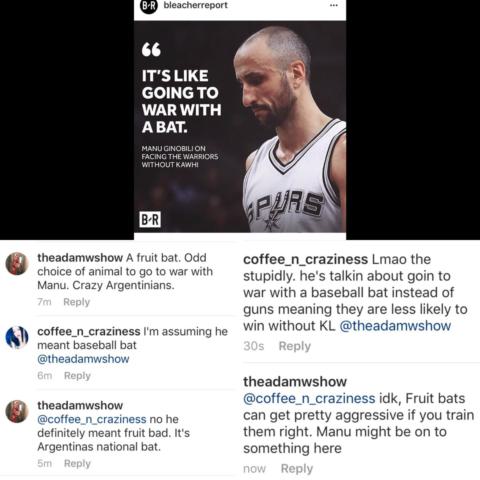 B·R bleacherreport
...
“
IT'S LIKE
GOING TO
WAR WITH
A BAT.
MANU GINOBILI ON
FACING THE WARRIORS
WITHOUT KAWHI
SPURS
B·R
theadamwshow A fruit bat. Odd
choice of animal to go to war with
Manu. Crazy Argentinians.
7m Reply
coffee_n_craziness I'm assuming he
meant baseball bat
@theadamwshow
6m Reply
theadamwshow
@coffee_n_craziness no he
definitely meant fruit bad. It's
Argentinas national bat.
5m Reply
coffee_n_craziness Lmao the
stupidly. he's talkin about goin to
war with a baseball bat instead of
guns meaning they are less likely to
win without KL @theadamwshow
30s Reply
theadamwshow
@coffee_n_craziness idk, Fruit bats
can get pretty aggressive if you train
them right. Manu might be on to
something here
now Reply